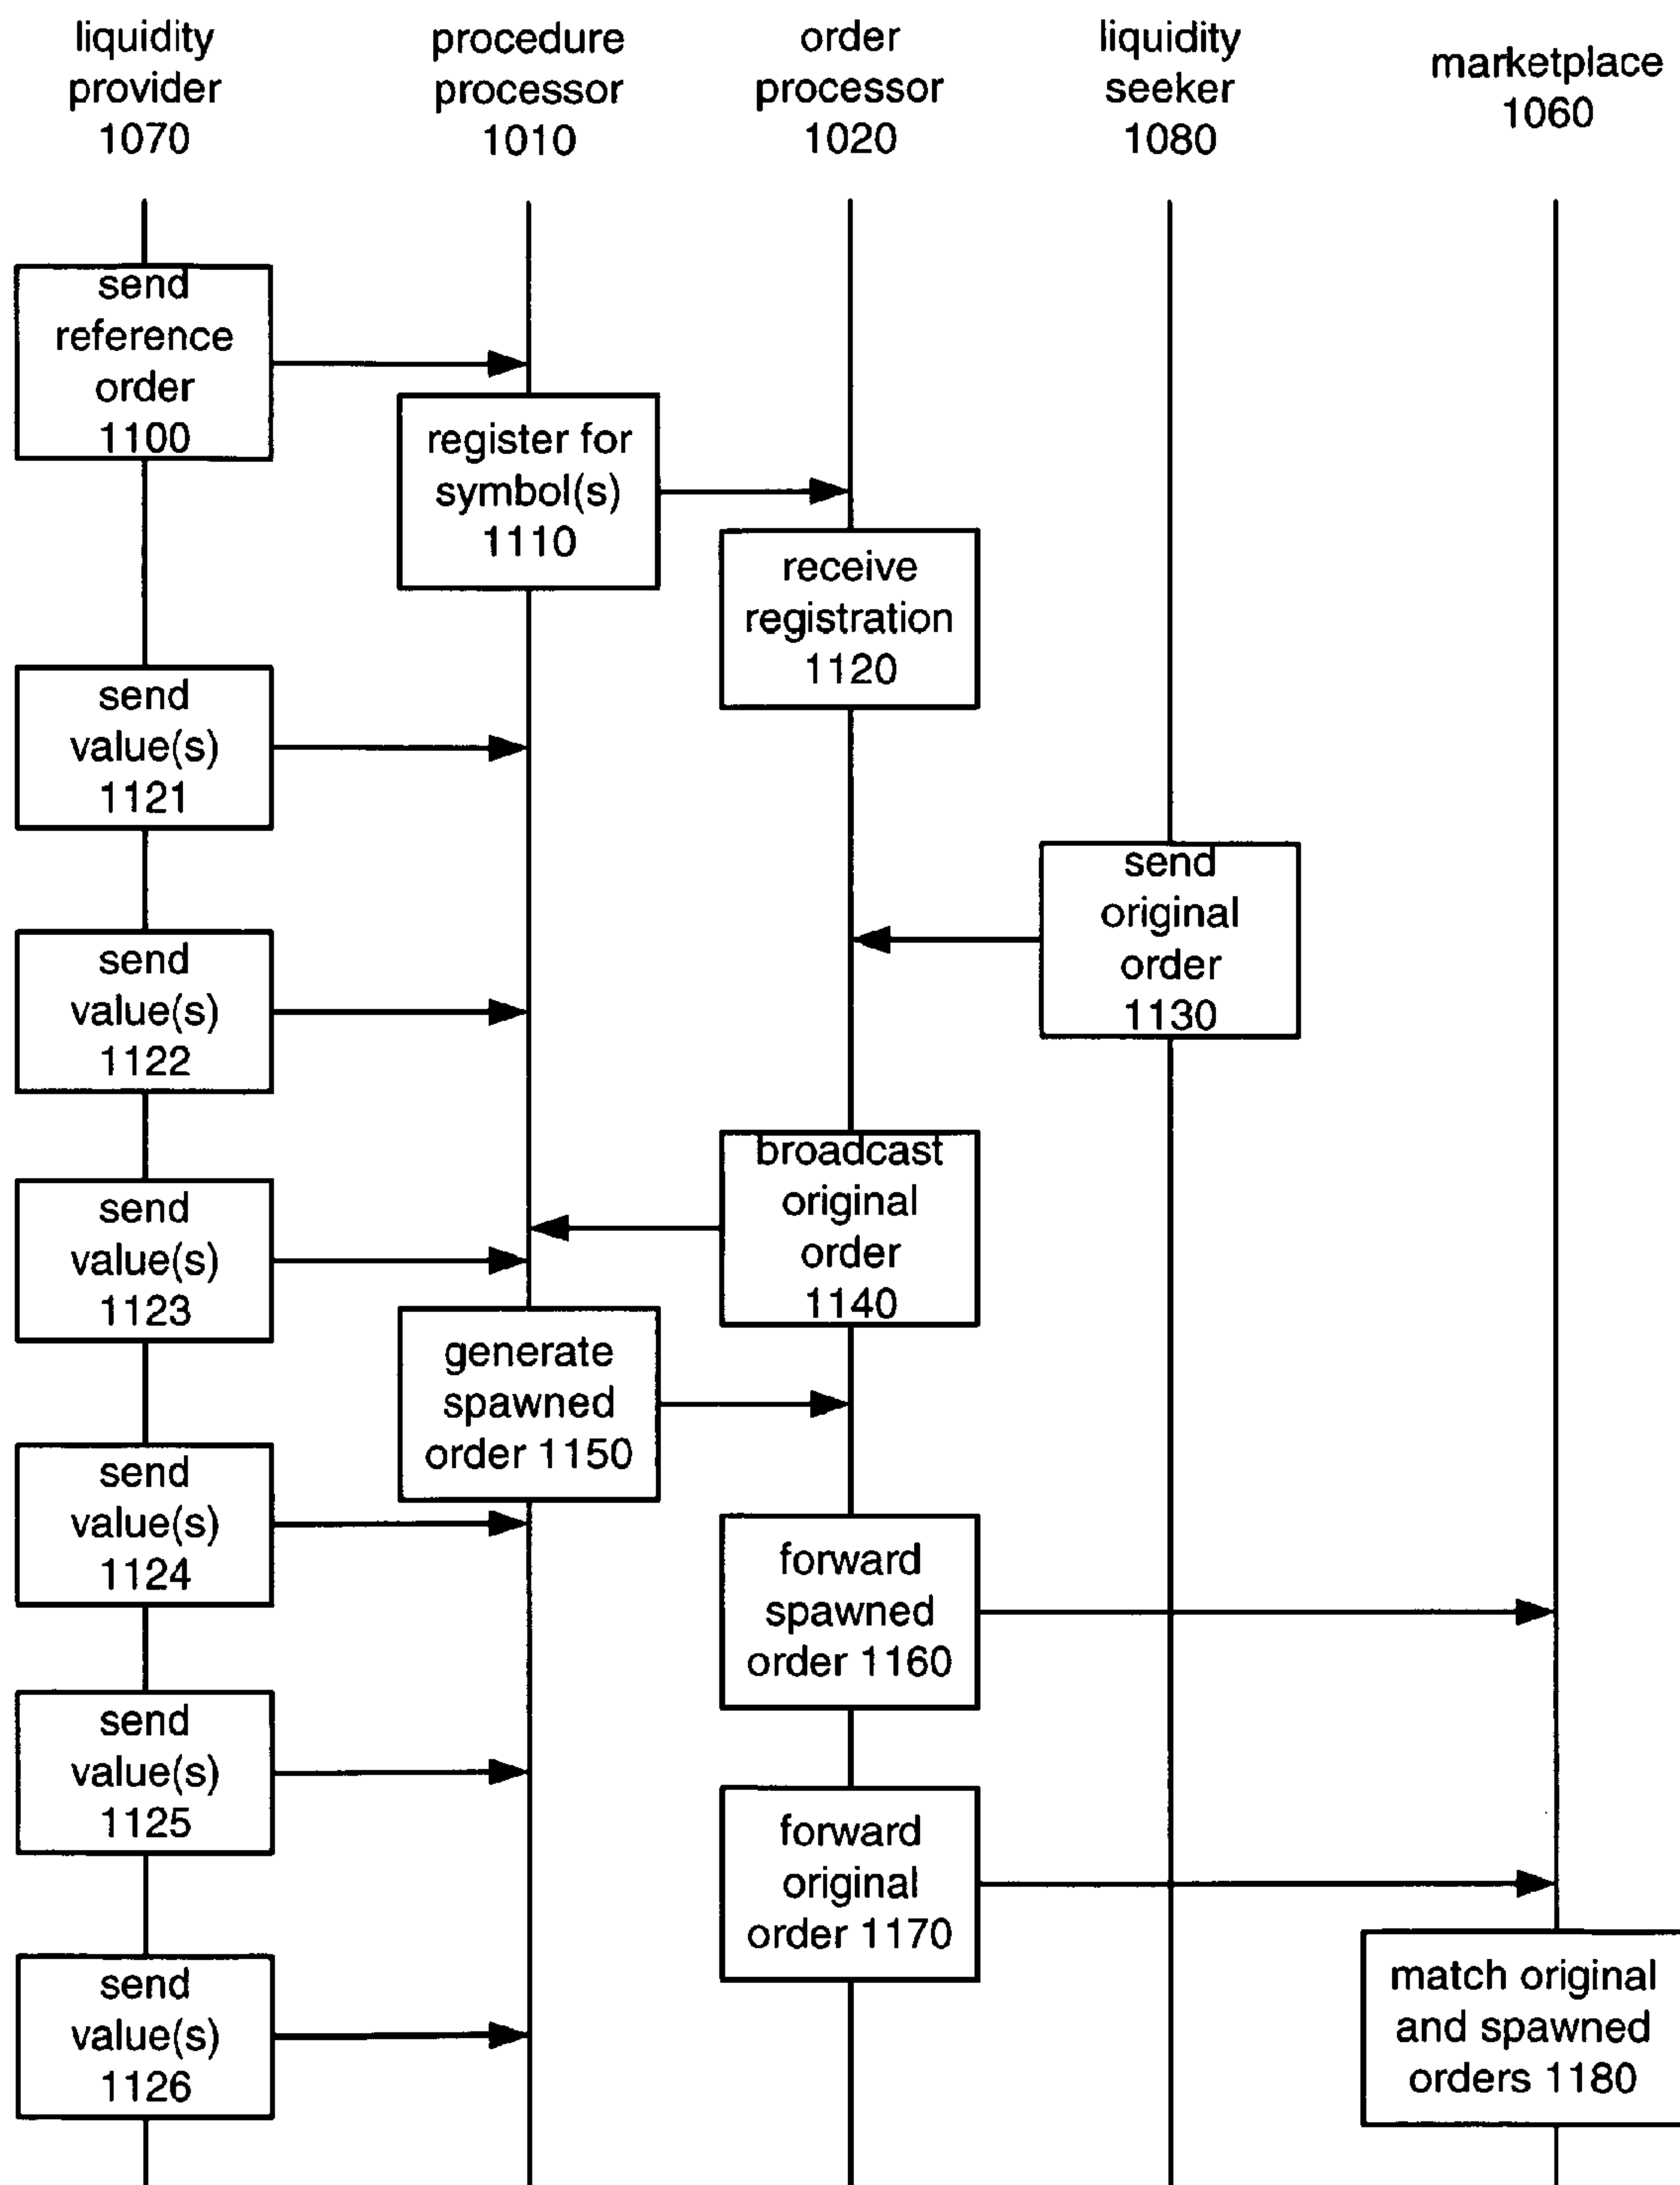 liquidity
provider
1070
procedure
processor
1010
order
processor
1020
liquidity
seeker
1080
marketplace
1060
send
reference
order
1100
register for
symbol(s)
1110
receive
registration
1120
send
value(s)
1121
send
original
order
1130
send
value(s)
1122
broadcast
original
order
1140
send
value(s)
1123
generate
spawned
order 1150
send
value(s)
1124
forward
spawned
order 1160
send
value(s)
1125
forward
original
order 1170
match original
and spawned
orders 1180
send
value(s)
1126